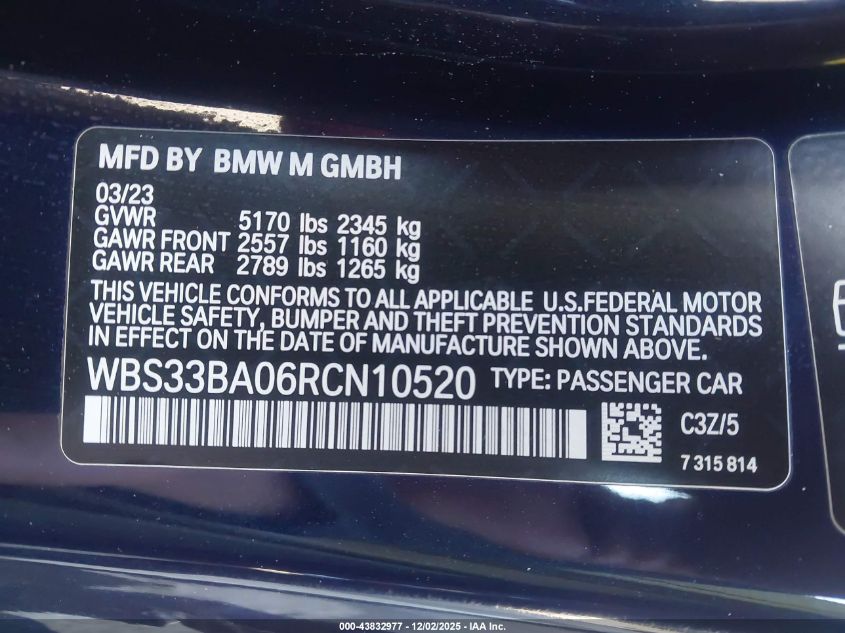 MFD BY BMW M GMBH
03/23
GVWR 5170 lbs 2345 kg
GAWR FRONT 2557 lbs 1160 kg
GAWR REAR 2789 lbs 1265 kg
THIS VEHICLE CONFORMS TO ALL APPLICABLE U.S.FEDERAL MOTOR
VEHICLE SAFETY, BUMPER AND THEFT PREVENTION STANDARDS
IN EFFECT ON THE DATE OF MANUFACTURE SHOWN ABOVE.
WBS33BA06RCN10520 TYPE: PASSENGER CAR
C3Z/5
7 315 814
000-43832977 - 12/02/2025 - IAA Inc.